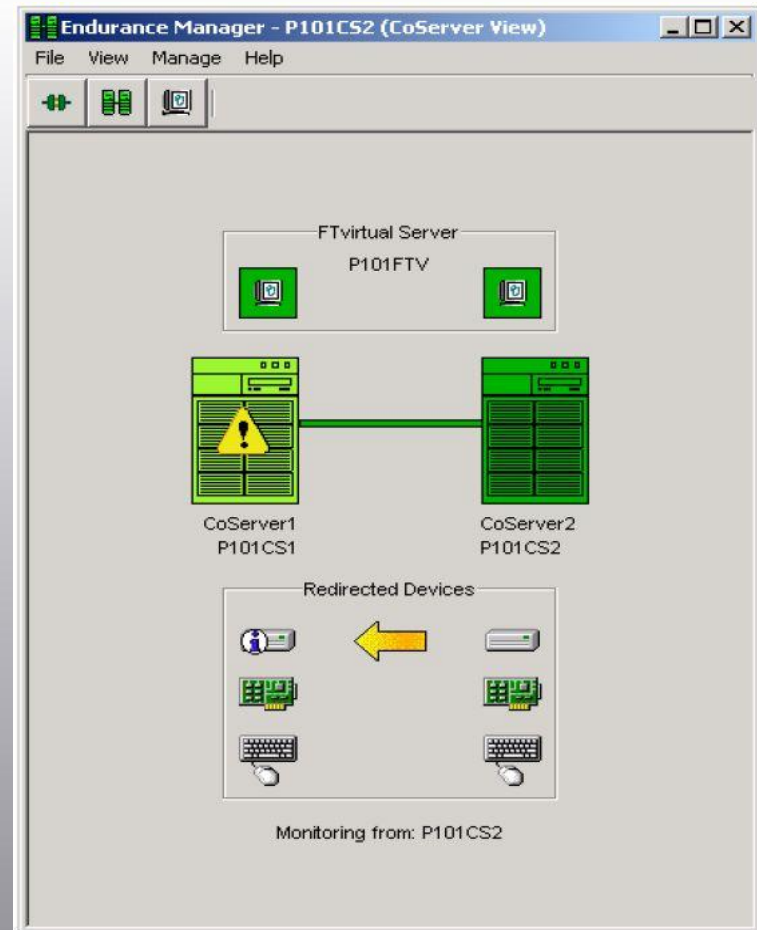 Endurance Manager - P101CS2 (CoServer View)
File View Manage Help
FTvirtual Server
P101FTV
CoServer1
P101CS1
CoServer2
P101CS2
Redirected Devices
Monitoring from: P101CS2